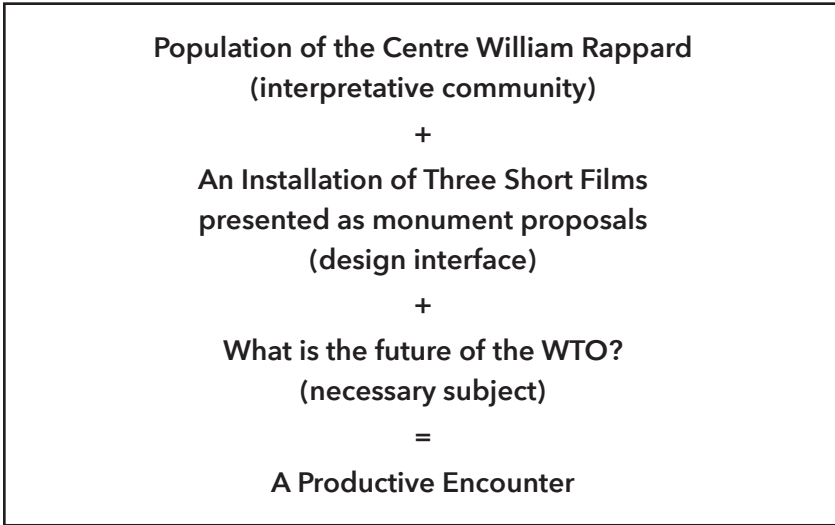 Population of the Centre William Rappard
(interpretative community)
+
An Installation of Three Short Films
presented as monument proposals
(design interface)
+
What is the future of the WTO?
(necessary subject)
=
A Productive Encounter